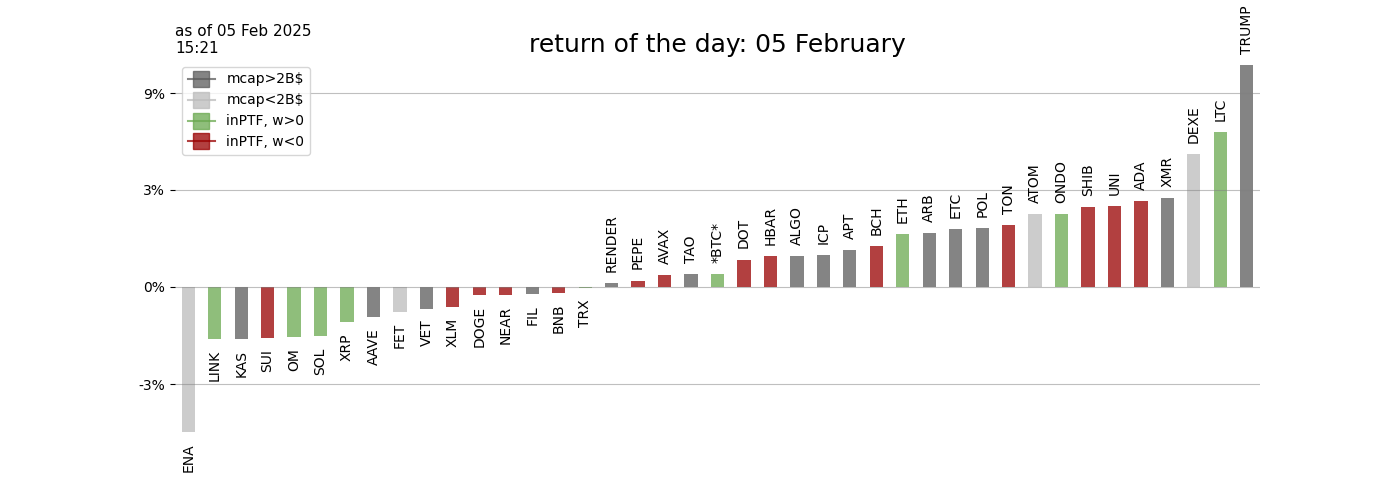 as of 05 Feb 2025
15:21
return of the day: 05 February
mcap>2B$
mcap<2B$
inPTF, w>0
inPTF, w<0
9%
3%
0%
-3%
ENA
LINK
KAS
SUI
OM
SOL
XRP
AAVE
FET
VET
XLM
DOGE
NEAR
FIL
BNB
TRX
RENDER
PEPE
AVAX
TAO
*BTC*
DOT
HBAR
ALGO
ICP
APT
BCH
ETH
ARB
ETC
POL
TON
ATOM
ONDO
SHIB
UNI
ADA
XMR
DEXE
LTC
TRUMP